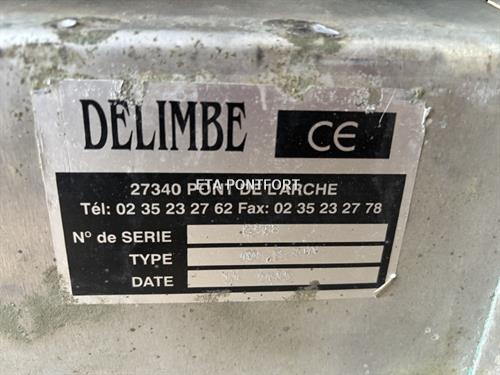 DELIMBE CE
ETA PONTFORT
27340 PONT DE L'ARCHE
Tél: 02 35 23 27 62 Fax: 02 35 23 27 78
N° de SERIE
TYPE
DATE